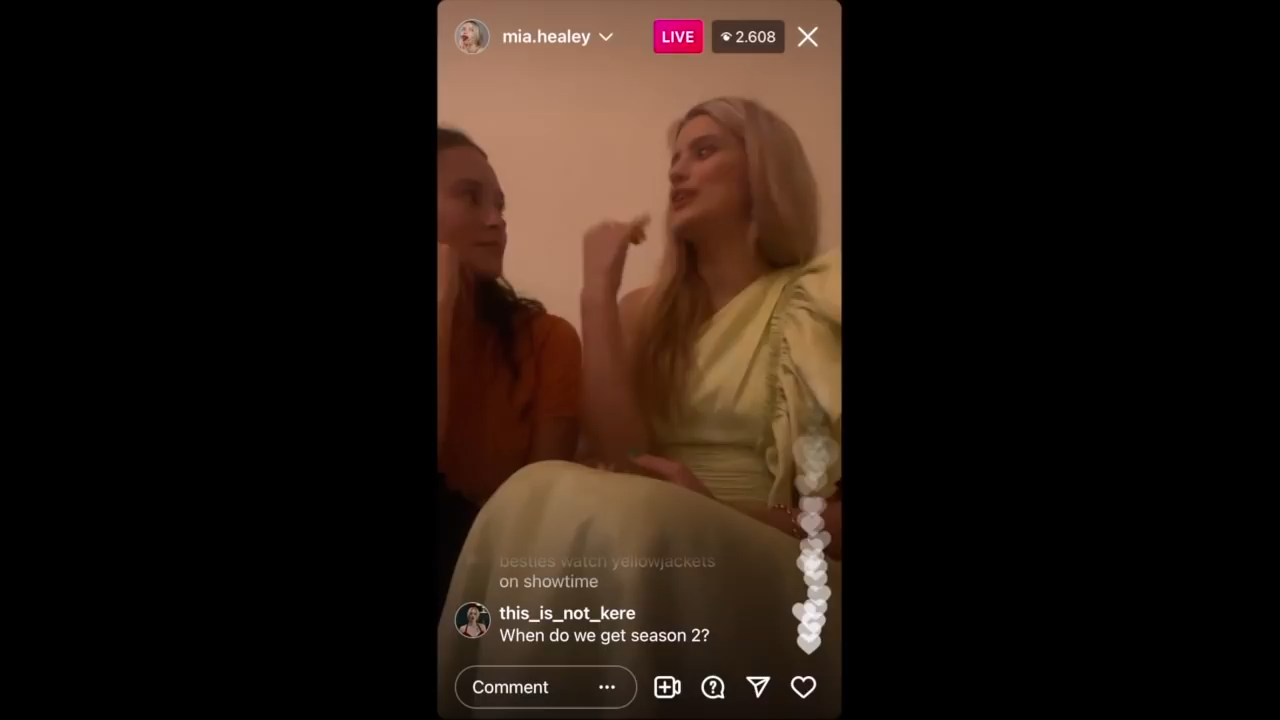 mia.healey
LIVE
2.608
besties watch yellowjackets
on showtime
this_is_not_kere
When do we get season 2?
Comment